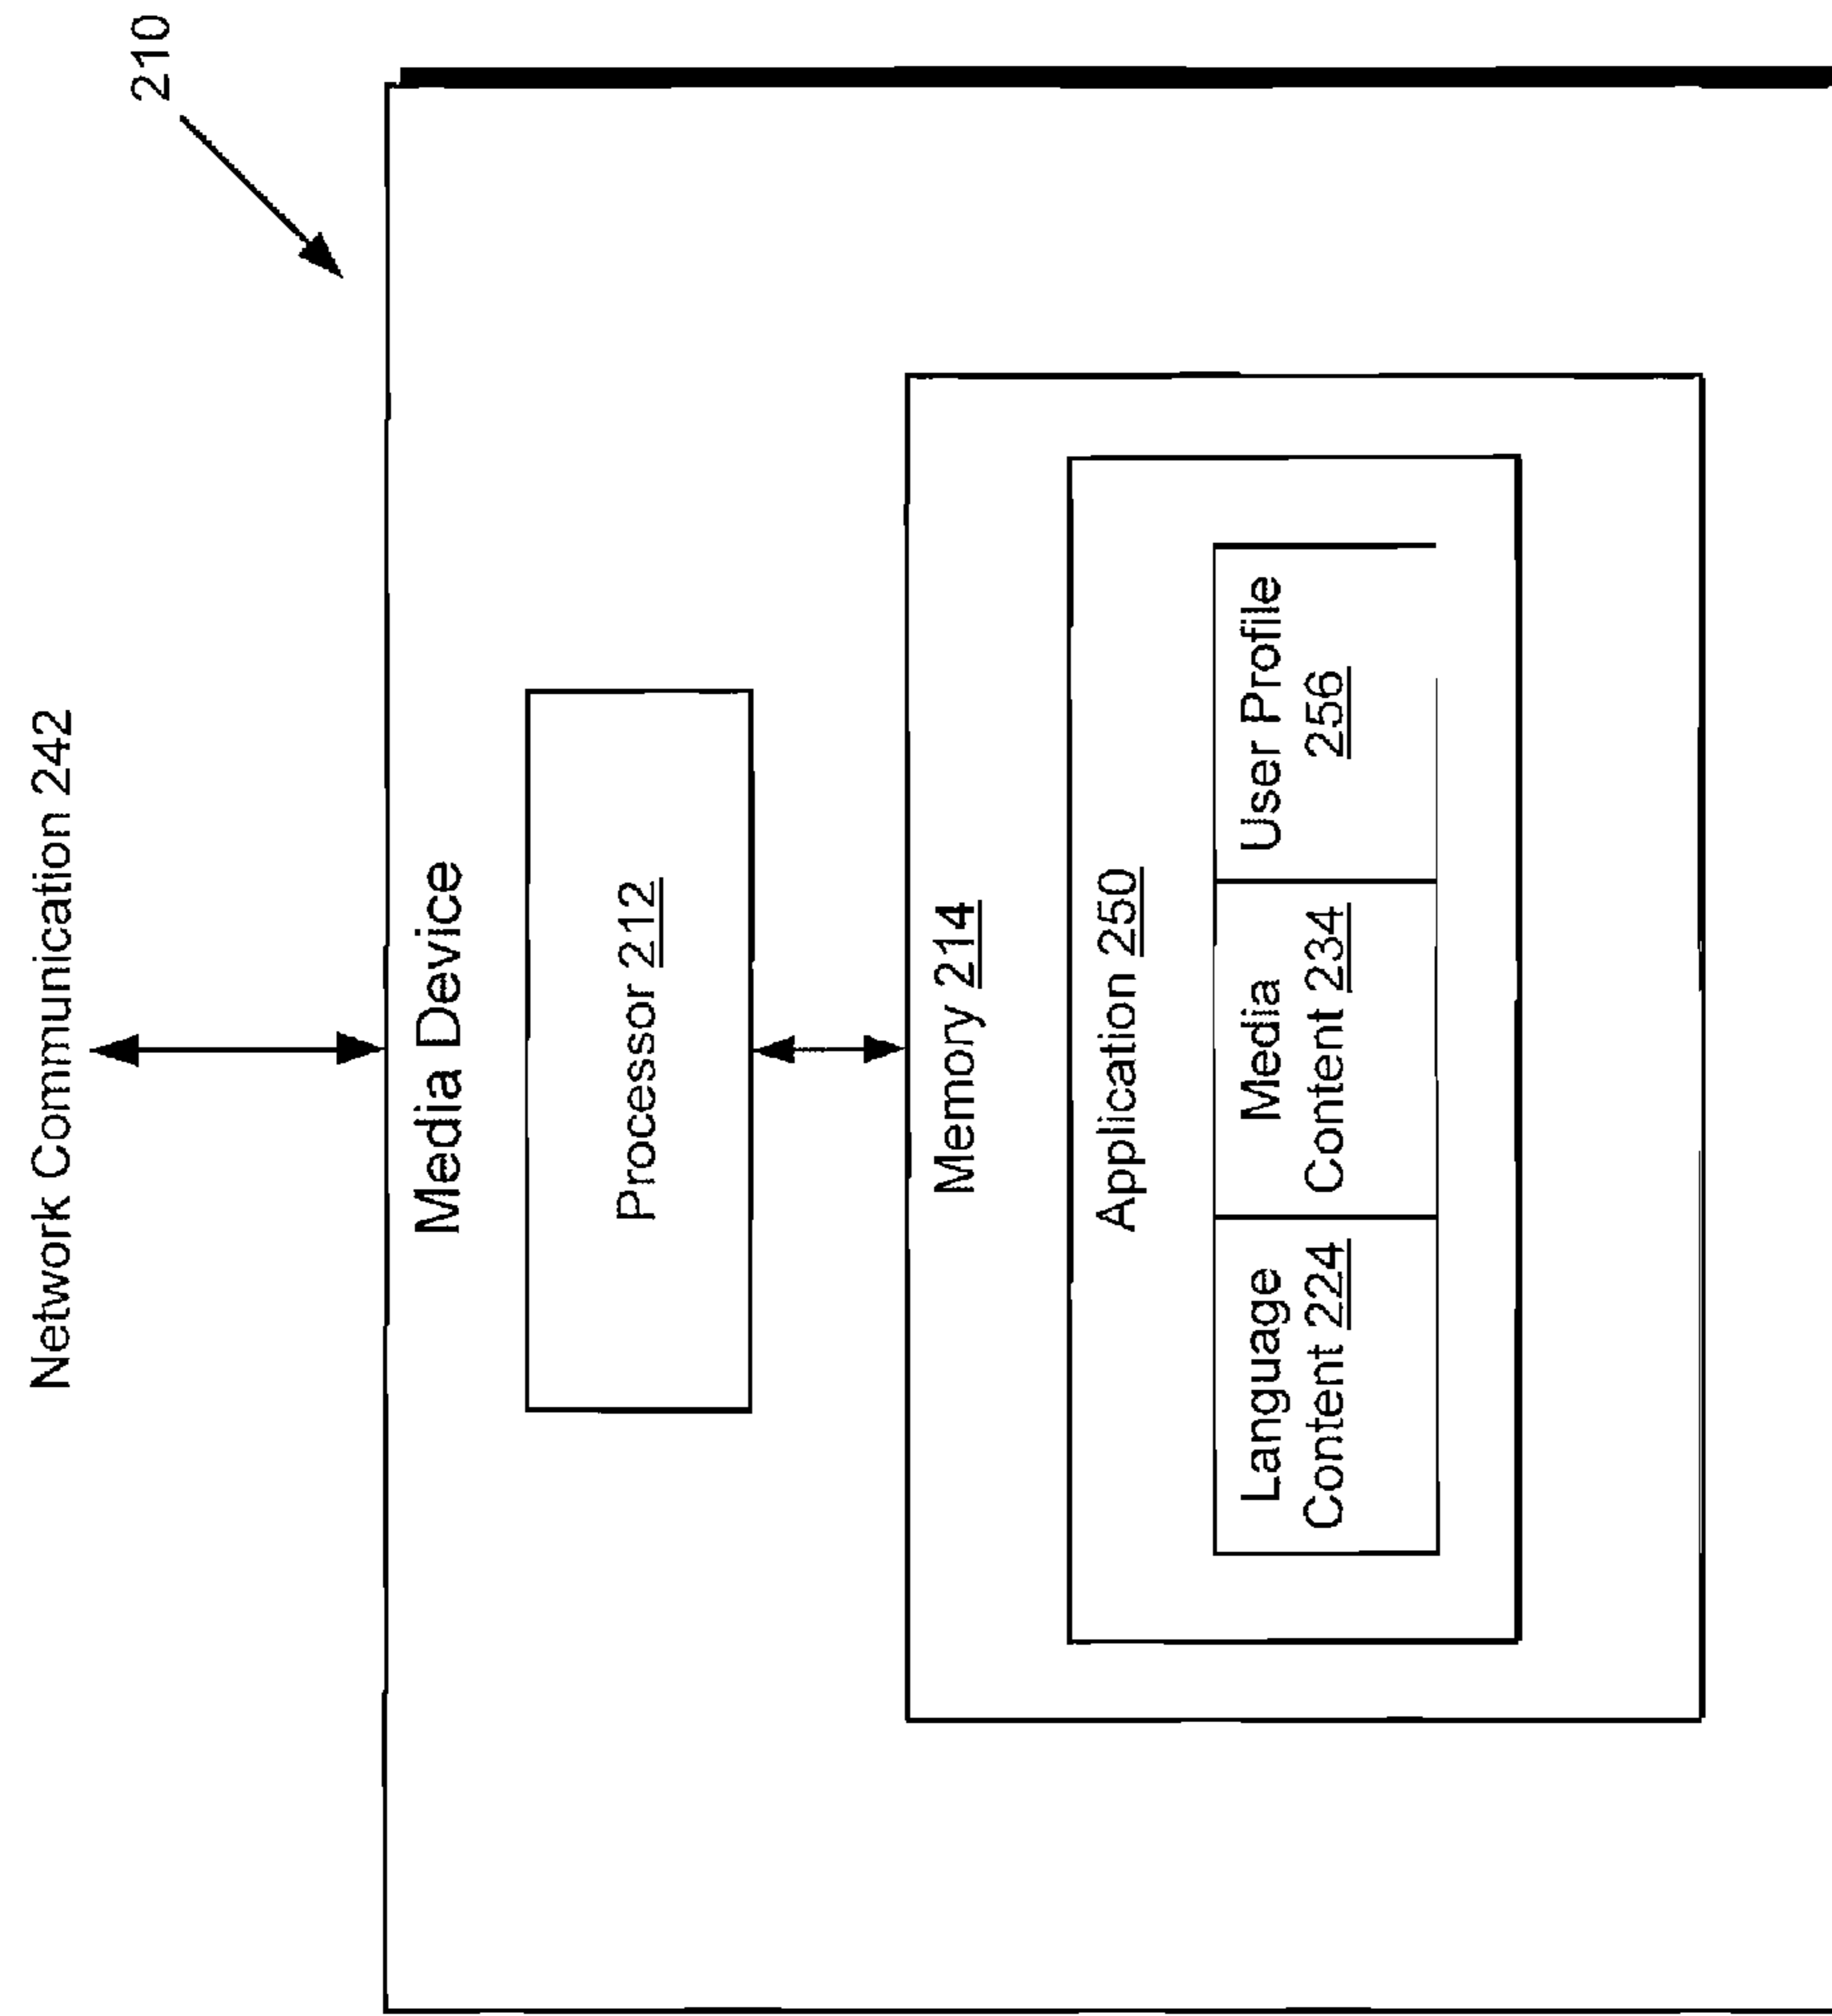 Network Communication 242
210
Media Device
Processor 212
Memory 214
Application 250
Language
Content 224
Media
Content 234
User Profile
256